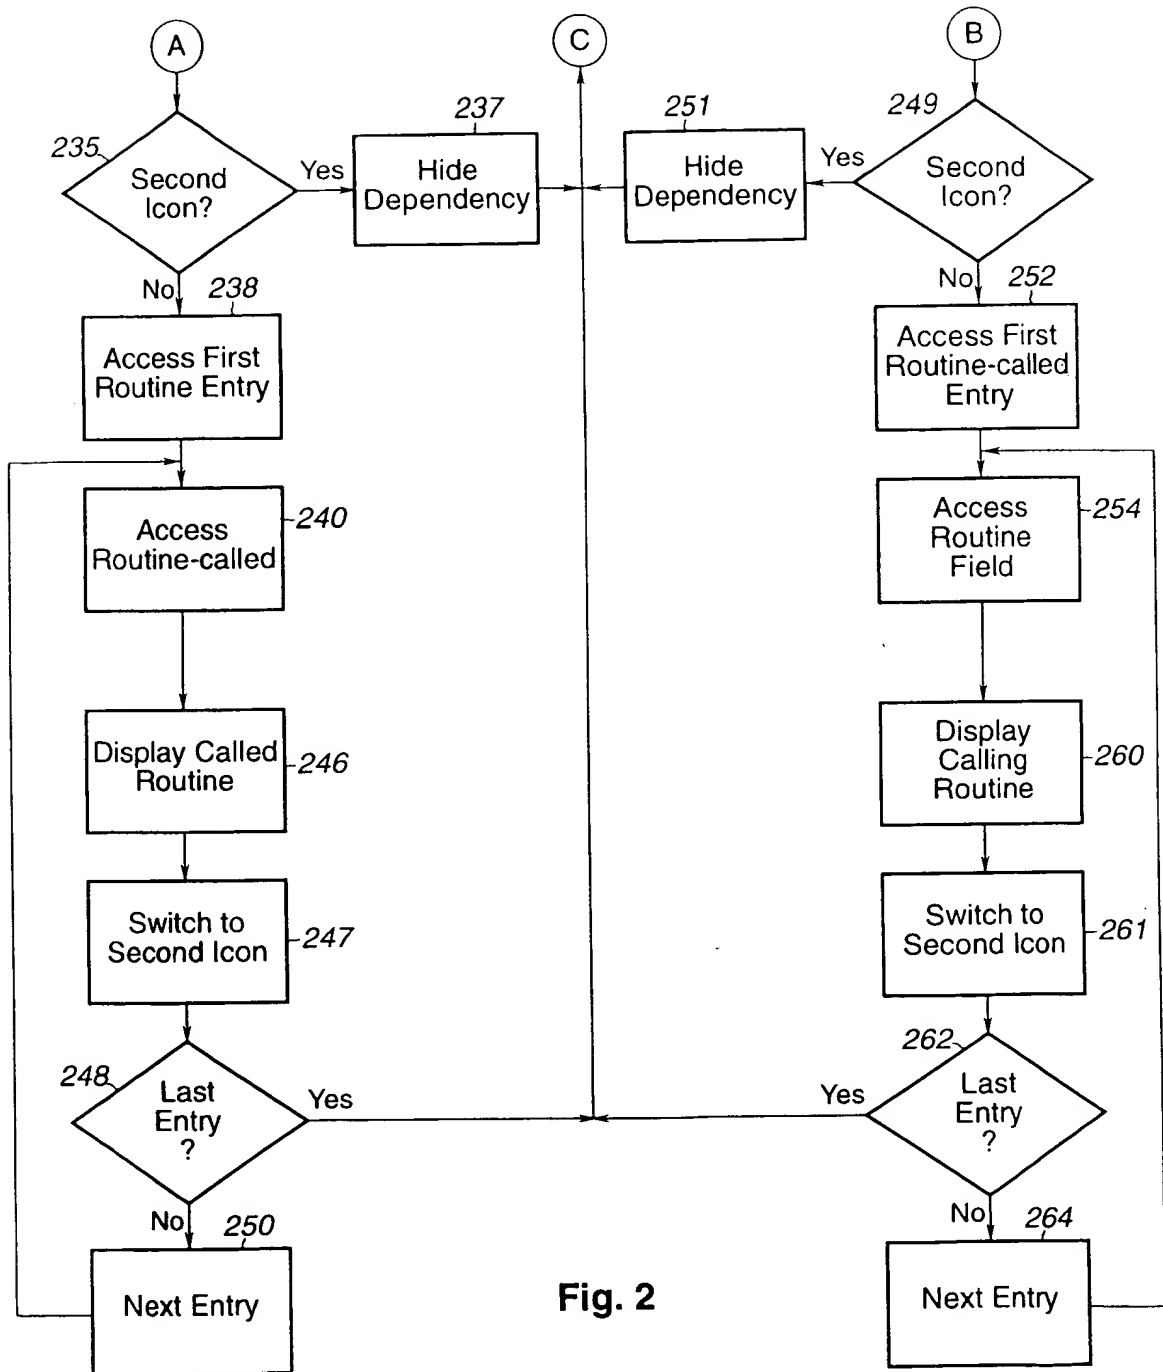 A
C
B
235
Second
Icon?
Yes
237
Hide
Dependency
251
Hide
Dependency
Yes
249
Second
Icon?
No
238
Access First
Routine Entry
No
252
Access First
Routine-called
Entry
Access
Routine-called
240
Access
Routine
Field
254
Display Called
Routine
246
Display
Calling
Routine
260
Switch to
Second Icon
247
Switch to
Second Icon
261
248
Last
Entry
?
Yes
262
Yes
Last
Entry
?
No
250
Next Entry
No
264
Next Entry
Fig. 2